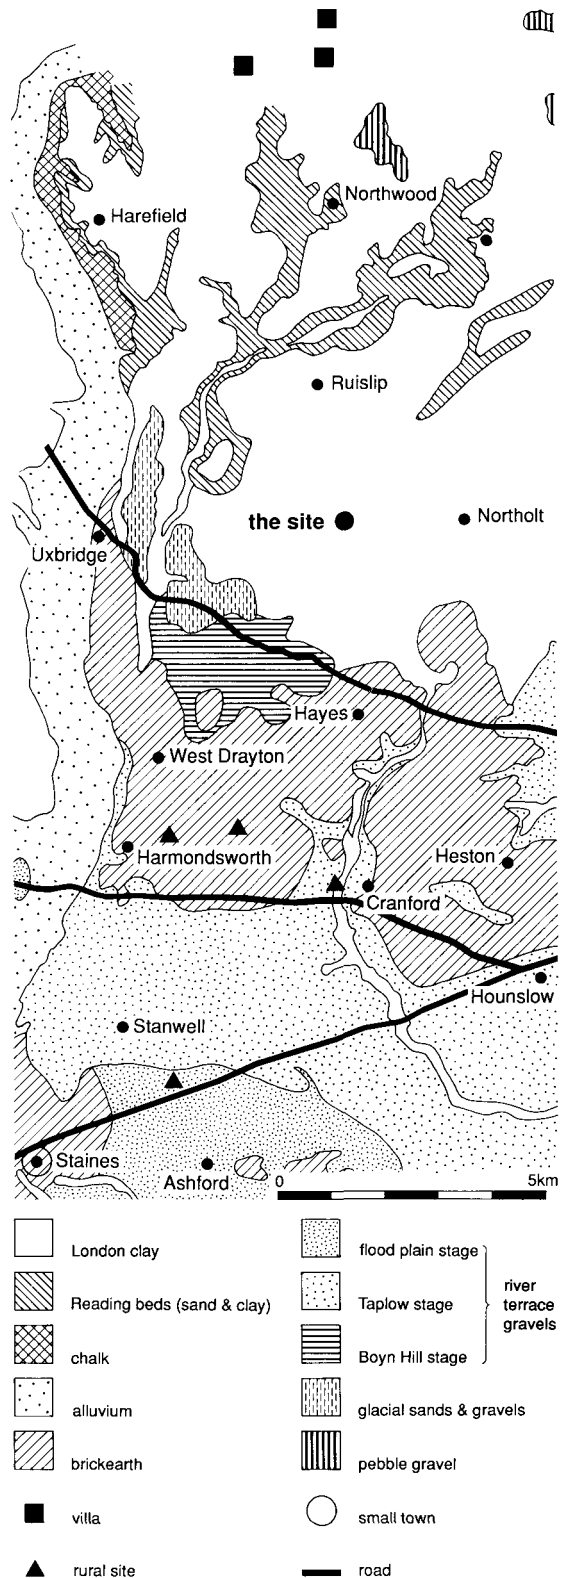 Northwood
Harefield
Ruislip
the site
Northolt
Uxbridge
Hayes
West Drayton
Harmondsworth
Heston
Cranford
Hounslow
Stanwell
Staines
Ashford
0 5km
London clay
Reading beds (sand & clay)
chalk
alluvium
brickearth
villa
rural site
flood plain stage
Taplow stage
Boyn Hill stage
river
terrace
gravels
glacial sands & gravels
pebble gravel
small town
road